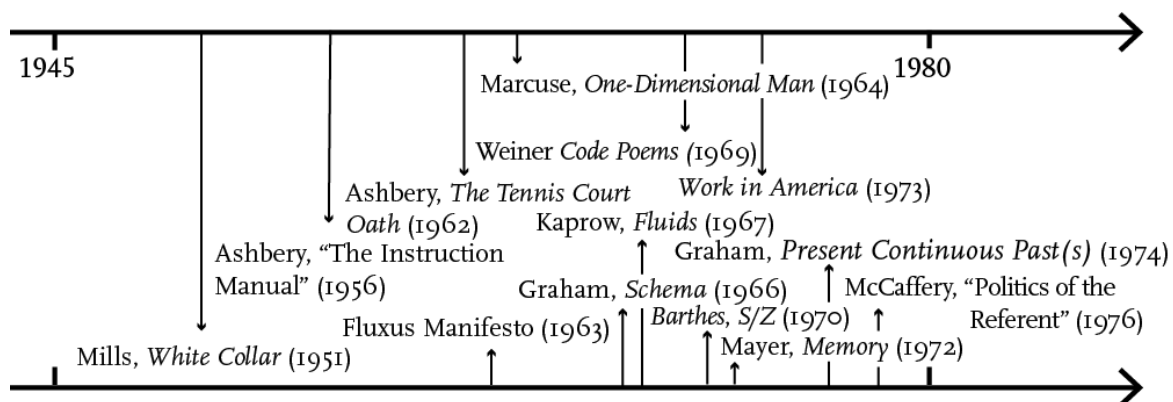 1945
1980
Marcuse, One-Dimensional Man (1964)
Weiner Code Poems (1969)
Ashbery, The Tennis Court
Oath (1962)
Work in America (1973)
Kaprow, Fluids (1967)
Ashbery, “The Instruction
Manual” (1956)
Graham, Present Continuous Past(s) (1974)
Graham, Schema (1966)
McCaffery, “Politics of the
Referent” (1976)
Fluxus Manifesto (1963)
Barthes, S/Z (1970)
Mills, White Collar (1951)
Mayer, Memory (1972)